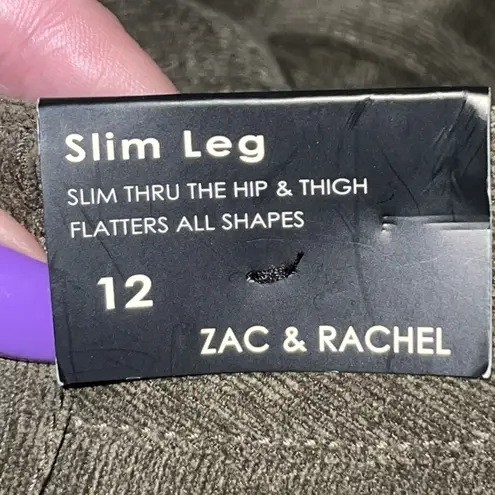 Slim Leg
SLIM THRU THE HIP & THIGH
FLATTERS ALL SHAPES
12
ZAC & RACHEL